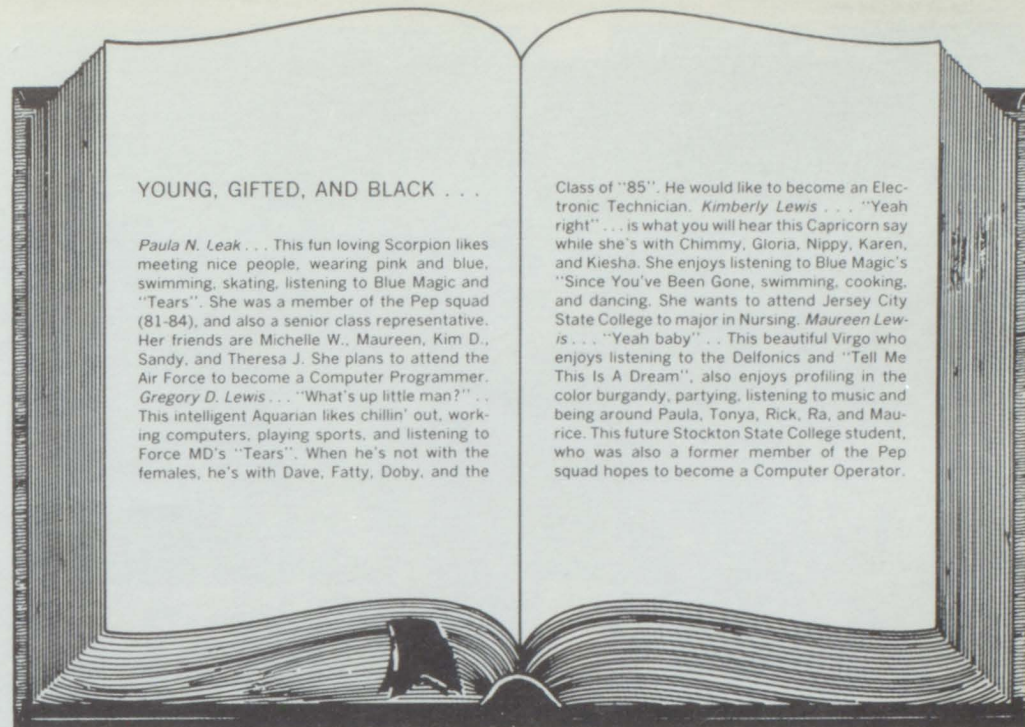 YOUNG, GIFTED, AND BLACK . . .
Paula N. Leak . . . This fun loving Scorpion likes
meeting nice people, wearing pink and blue,
swimming, skating, listening to Blue Magic and
"Tears". She was a member of the Pep squad
(81-84), and also a senior class representative.
Her friends are Michelle W., Maureen, Kim D.,
Sandy, and Theresa J. She plans to attend the
Air Force to become a Computer Programmer.
Gregory D. Lewis . . . "What's up little man?" . .
This intelligent Aquarian likes chillin' out, work-
ing computers, playing sports, and listening to
Force MD's "Tears". When he's not with the
females, he's with Dave, Fatty, Doby, and the
Class of "85". He would like to become an Elec-
tronic Technician. Kimberly Lewis . . . "Yeah
right" . . . is what you will hear this Capricorn say
while she's with Chimmy, Gloria, Nippy, Karen,
and Kiesha. She enjoys listening to Blue Magic's
"Since You've Been Gone, swimming, cooking,
and dancing. She wants to attend Jersey City
State College to major in Nursing. Maureen Lew-
is . . . "Yeah baby" . . This beautiful Virgo who
enjoys listening to the Delfonics and "Tell Me
This Is A Dream", also enjoys profiling in the
color burgandy, partying, listening to music and
being around Paula, Tonya, Rick, Ra, and Mau-
rice. This future Stockton State College student,
who was also a former member of the Pep
squad hopes to become a Computer Operator.